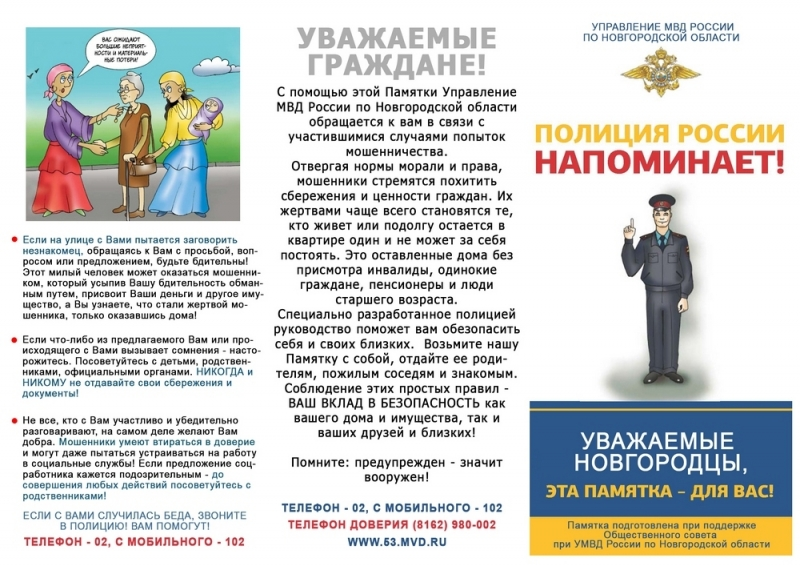 ВАС ОЖИДАЮТ
БОЛЬШИЕ НЕПРИЯТ-
НОСТИ И МАТЕРИАЛЬ-
НЫЕ ПОТЕРИ!
Если на улице с Вами пытается заговорить
незнакомец, обращаясь к Вам с просьбой, воп-
росом или предложением, будьте бдительны!
Этот милый человек может оказаться мошенни-
ком, который усыпив Вашу бдительность обман-
ным путем, присвоит Ваши деньги и другое иму-
щество, а Вы узнаете, что стали жертвой мо-
шенника, только оказавшись дома!
Если что-либо из предлагаемого Вам или про-
исходящего с Вами вызывает сомнения - насто-
рожитесь. Посоветуйтесь с детьми, родствен-
никами, официальными органами. НИКОГДА и
НИКОМУ не отдавайте свои сбережения и
документы!
Не все, кто с Вами участливо и убедительно
разговаривают, на самом деле желают Вам
добра. Мошенники умеют втираться в доверие
и могут даже пытаться устраиваться на работу
в социальные службы! Если предложение соц-
работника кажется подозрительным - до
совершения любых действий посоветуйтесь с
родственниками!
ЕСЛИ С ВАМИ СЛУЧИЛАСЬ БЕДА, ЗВОНИТЕ
В ПОЛИЦИЮ! ВАМ ПОМОГУТ!
ТЕЛЕФОН - 02, С МОБИЛЬНОГО - 102
УВАЖАЕМЫЕ
ГРАЖДАНЕ!
С помощью этой Памятки Управление
МВД России по Новгородской области
обращается к вам в связи с
участившимися случаями попыток
мошенничества.
Отвергая нормы морали и права,
мошенники стремятся похитить
сбережения и ценности граждан. Их
жертвами чаще всего становятся те,
кто живет или подолгу остается в
квартире один и не может за себя
постоять. Это оставленные дома без
присмотра инвалиды, одинокие
граждане, пенсионеры и люди
старшего возраста.
Специально разработанное полицией
руководство поможет вам обезопасить
себя и своих близких. Возьмите нашу
Памятку с собой, отдайте ее роди-
телям, пожилым соседям и знакомым.
Соблюдение этих простых правил -
ВАШ ВКЛАД В БЕЗОПАСНОСТЬ как
вашего дома и имущества, так и
ваших друзей и близких!
Помните: предупрежден - значит
вооружен!
ТЕЛЕФОН - 02, С МОБИЛЬНОГО - 102
ТЕЛЕФОН ДОВЕРИЯ (8162) 980-002
WWW.53.MVD.RU
УПРАВЛЕНИЕ МВД РОССИИ
ПО НОВГОРОДСКОЙ ОБЛАСТИ
ПОЛИЦИЯ РОССИИ
НАПОМИНАЕТ!
УВАЖАЕМЫЕ
НОВГОРОДЦЫ,
ЭТА ПАМЯТКА – ДЛЯ ВАС!
Памятка подготовлена при поддержке
Общественного совета
при УМВД России по Новгородской области